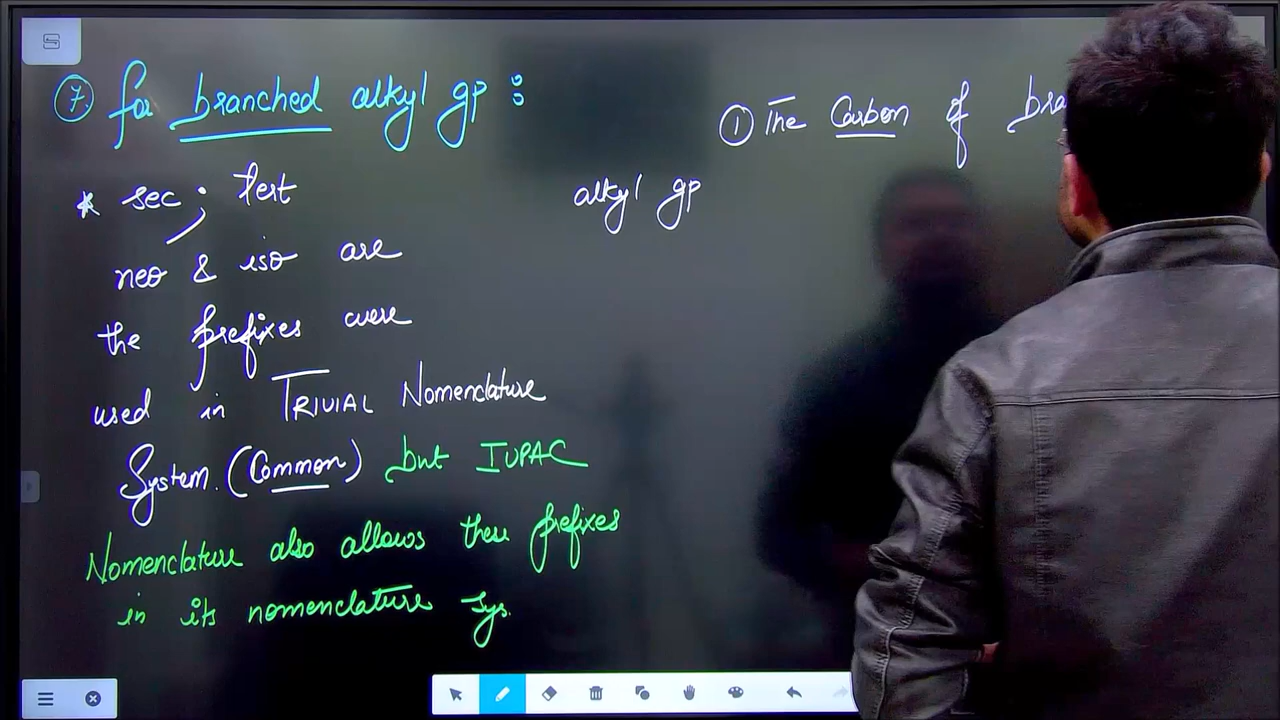 7. for branched alkyl gp :
* sec ; tert
neo & iso are
the prefixes were
used in TRIVIAL Nomenclature
System. (Common) but IUPAC
Nomenclature also allows these prefixes
in its nomenclature sys.
① The Carbon of
alkyl gp